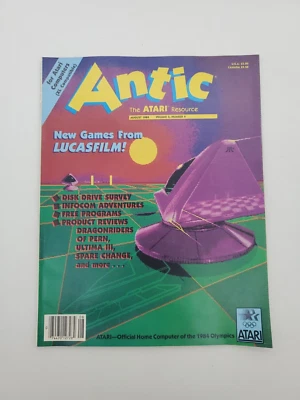 for Atari
Computers
(XL Compatible)
Antic
The ATARI Resource
New Games From
LUCASFILM!
DISK DRIVE SURVEY
INFOCOM ADVENTURES
FREE PROGRAMS
PRODUCT REVIEWS
DRAGONRIDERS
OF PERN,
ULTIMA III,
SPARE CHANGE,
and more . . .
ATARI
ATARI—Official Home Computer of the 1984 Olympics